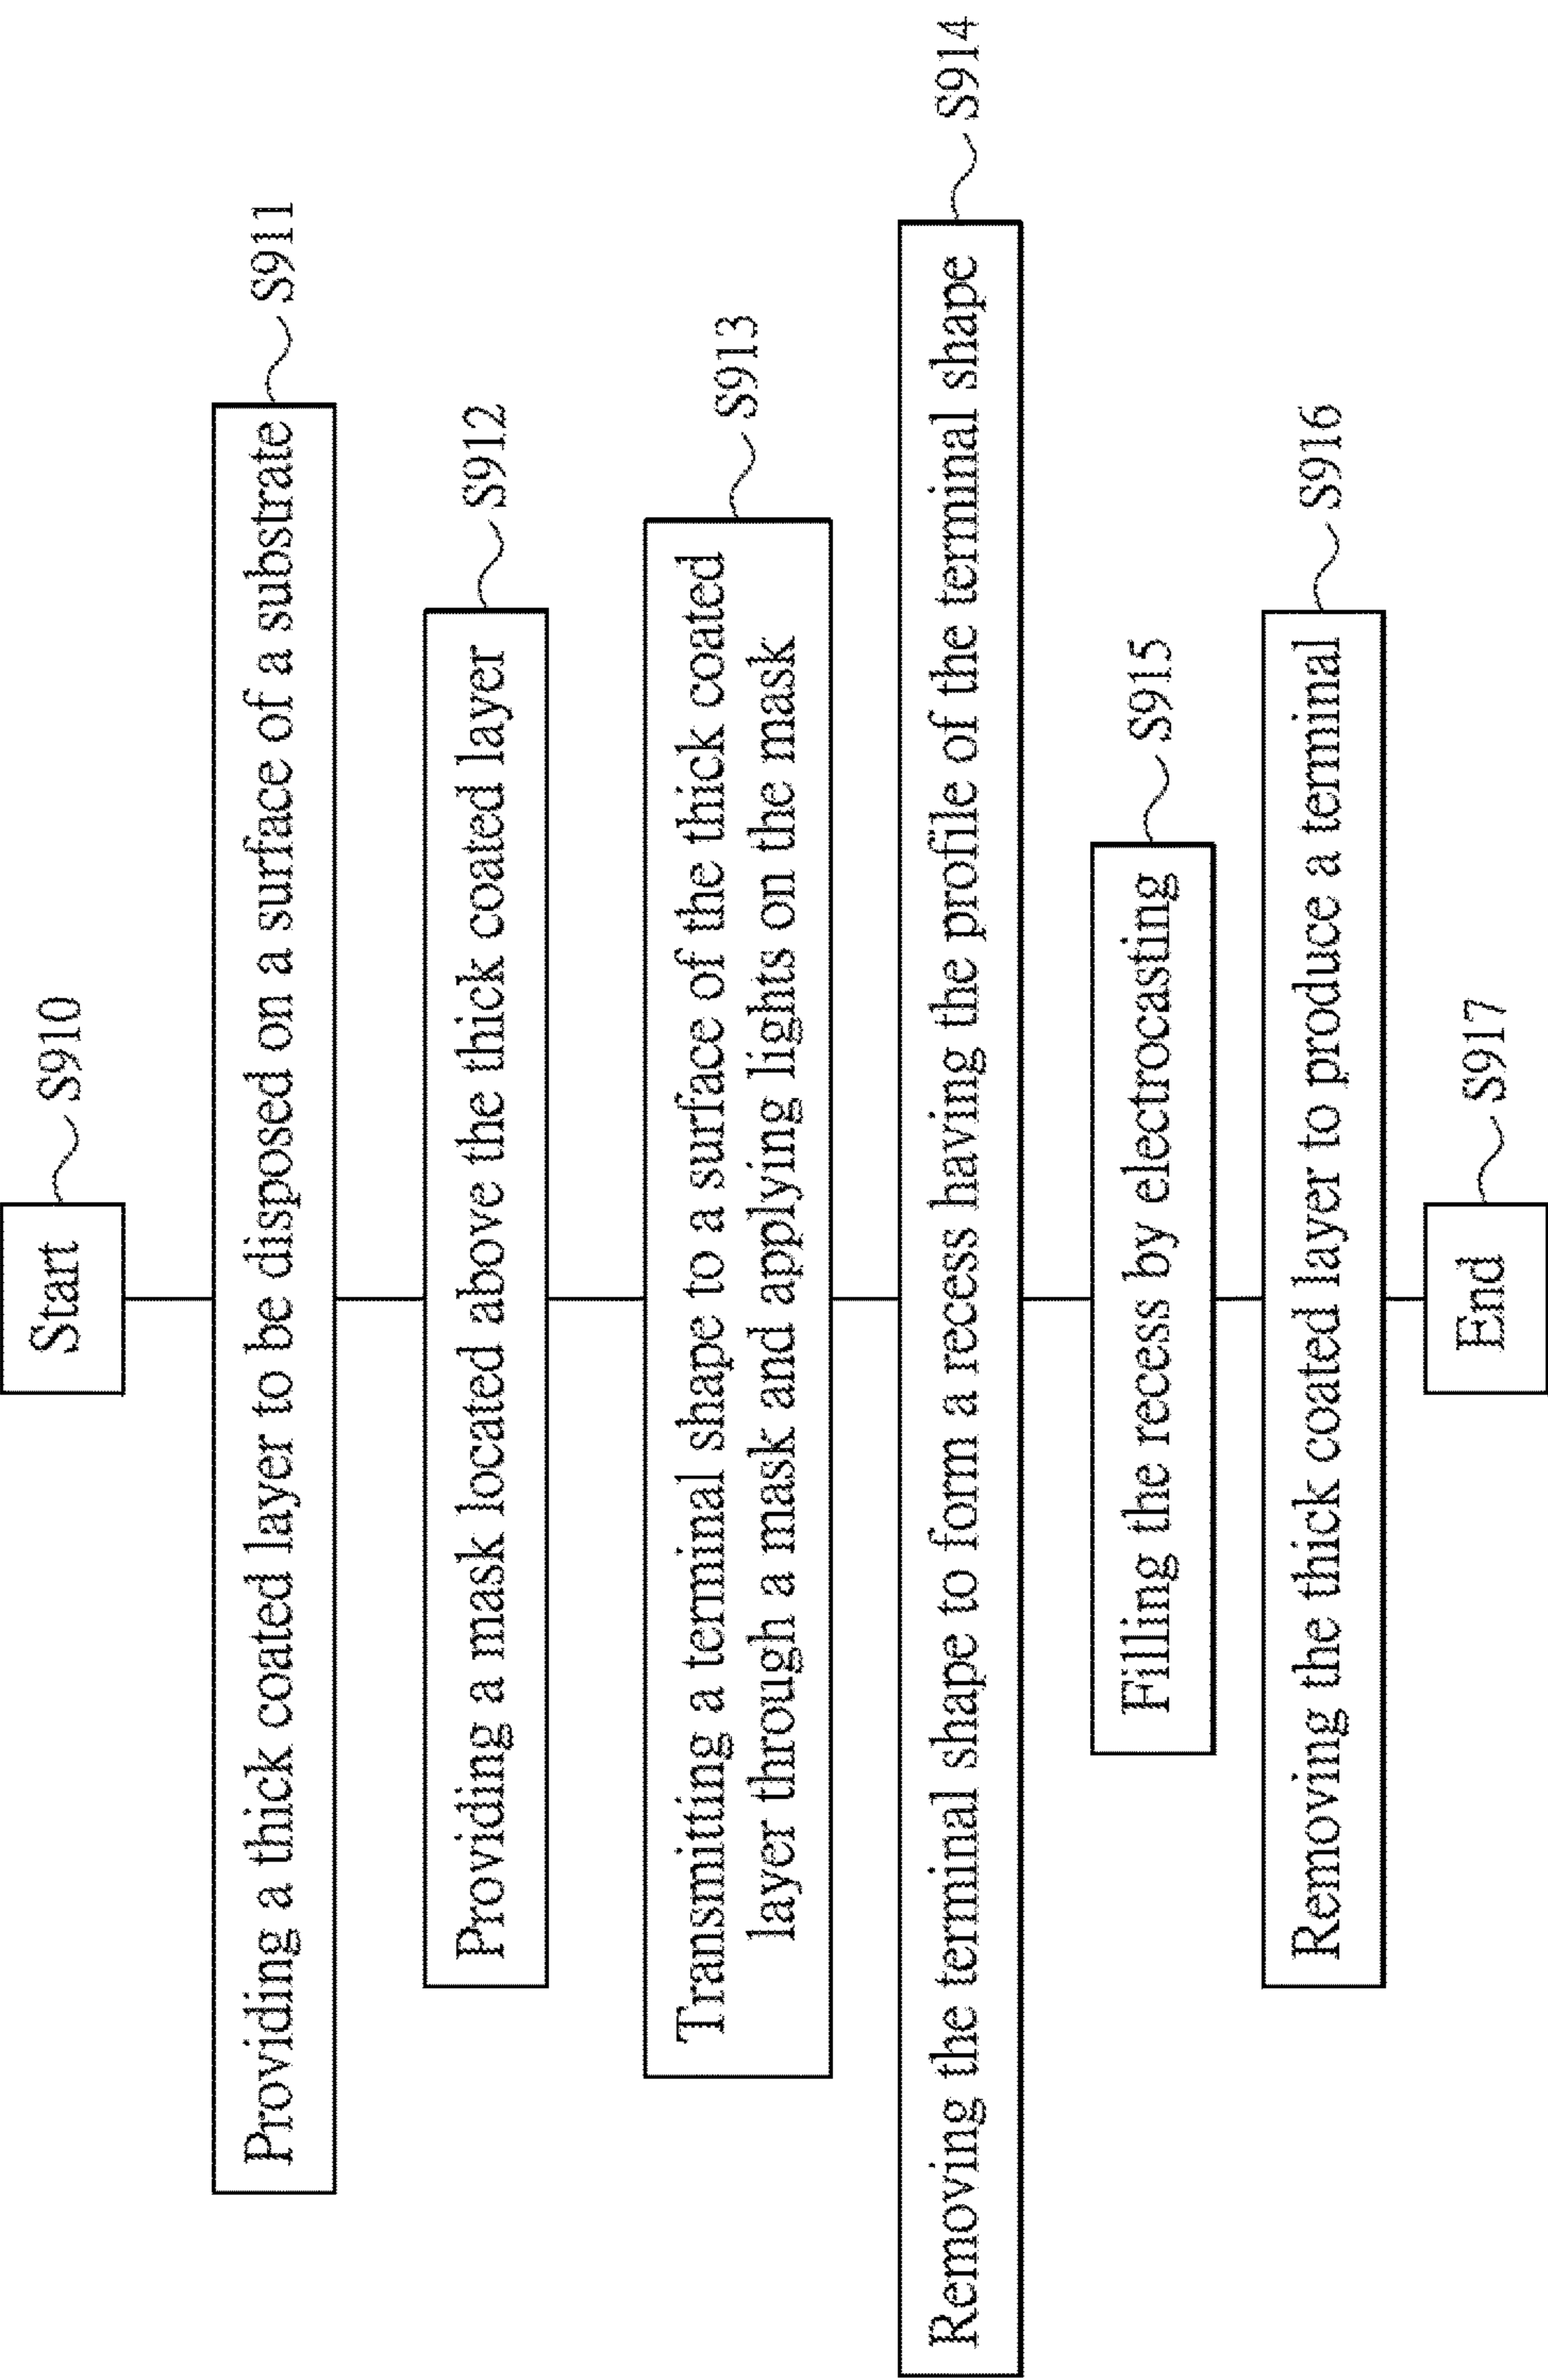 Start
S910
Providing a thick coated layer to be disposed on a surface of a substrate
S911
Providing a mask located above the thick coated layer
S912
Transmitting a terminal shape to a surface of the thick coated
layer through a mask and applying lights on the mask
S913
Removing the terminal shape to form a recess having the profile of the terminal shape
S914
Filling the recess by electrocasting
S915
Removing the thick coated layer to produce a terminal
S916
End
S917